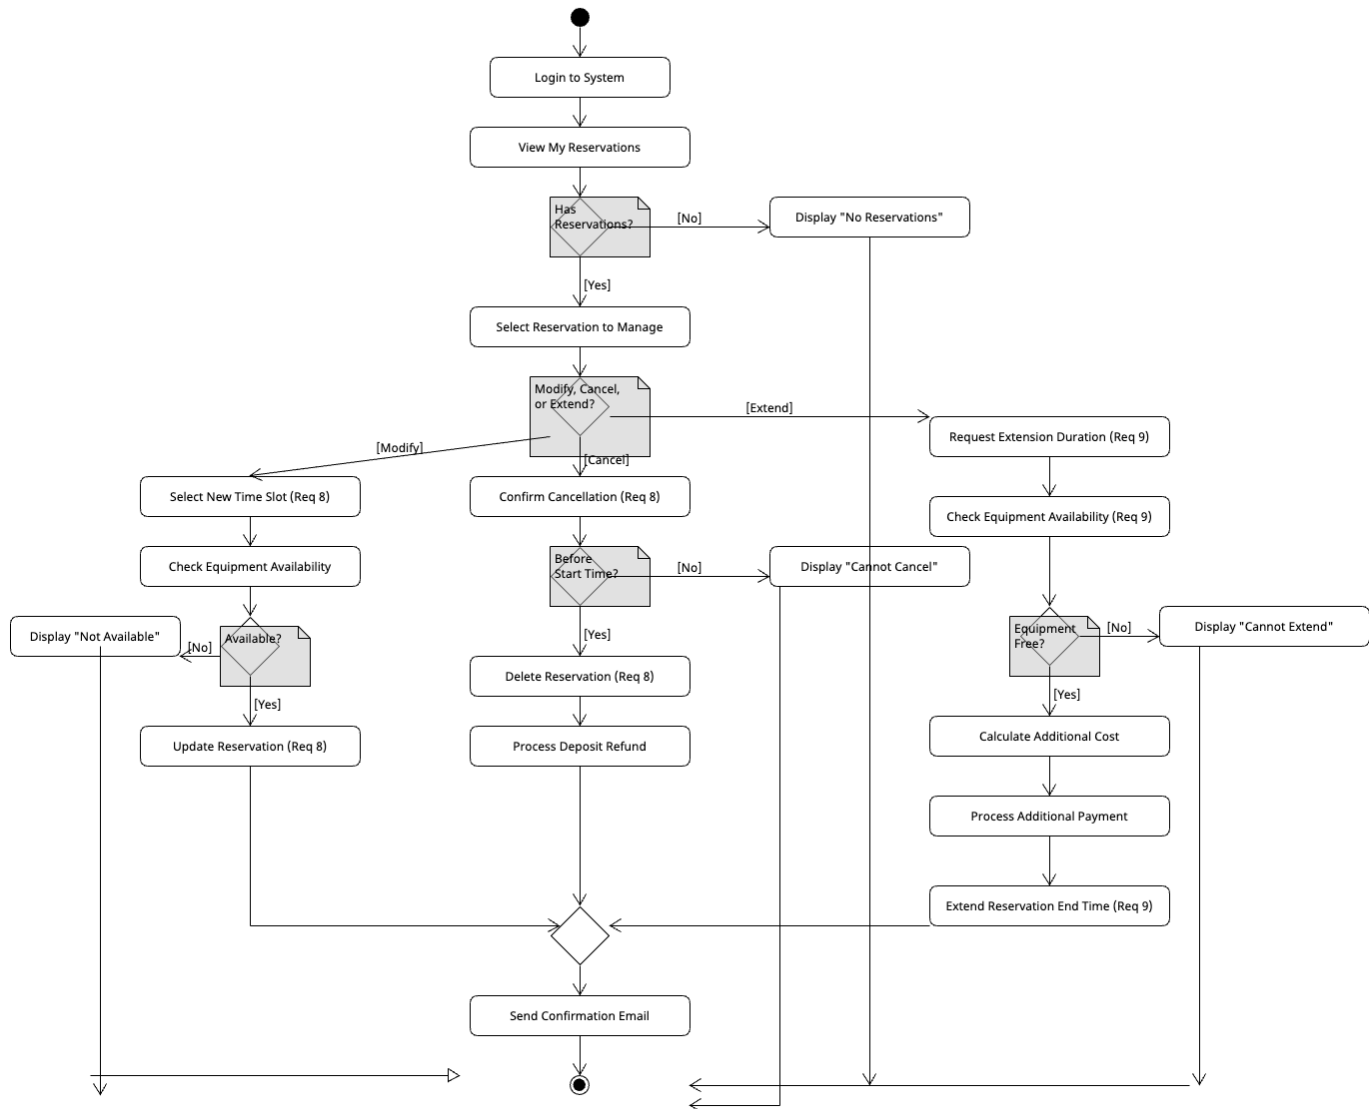 Login to System
View My Reservations
Has
Reservations?
[No]
Display "No Reservations"
[Yes]
Select Reservation to Manage
Modify, Cancel,
or Extend?
[Extend]
[Modify]
[Cancel]
Request Extension Duration (Req 9)
Select New Time Slot (Req 8)
Confirm Cancellation (Req 8)
Check Equipment Availability (Req 9)
Check Equipment Availability
Before
Start Time?
[No]
Display "Cannot Cancel"
Display "Not Available"
[No]
Available?
[Yes]
Equipment
Free?
[No]
Display "Cannot Extend"
[Yes]
Delete Reservation (Req 8)
[Yes]
Update Reservation (Req 8)
Process Deposit Refund
Calculate Additional Cost
Process Additional Payment
Extend Reservation End Time (Req 9)
Send Confirmation Email